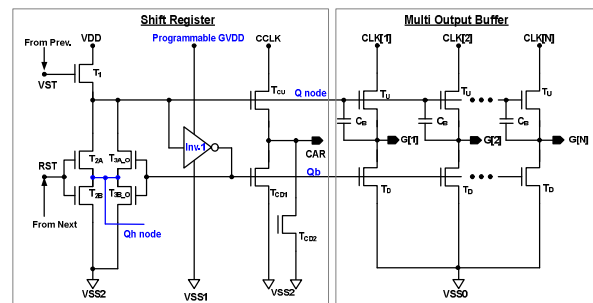 Shift Register
Multi Output Buffer
From Prev.
VDD
Programmable GVDD
CCLK
CLK[1]
CLK[2]
CLK[N]
VST
T1
TCU
Q node
TU
TU
TU
CB
CB
CB
Inv.1
CAR
G[1]
G[2]
G[N]
RST
T2A
T3A_O
T2B
T3B_O
Qb
TCD1
TD
TD
TD
From Next
Qh node
TCD2
VSS2
VSS1
VSS2
VSS0